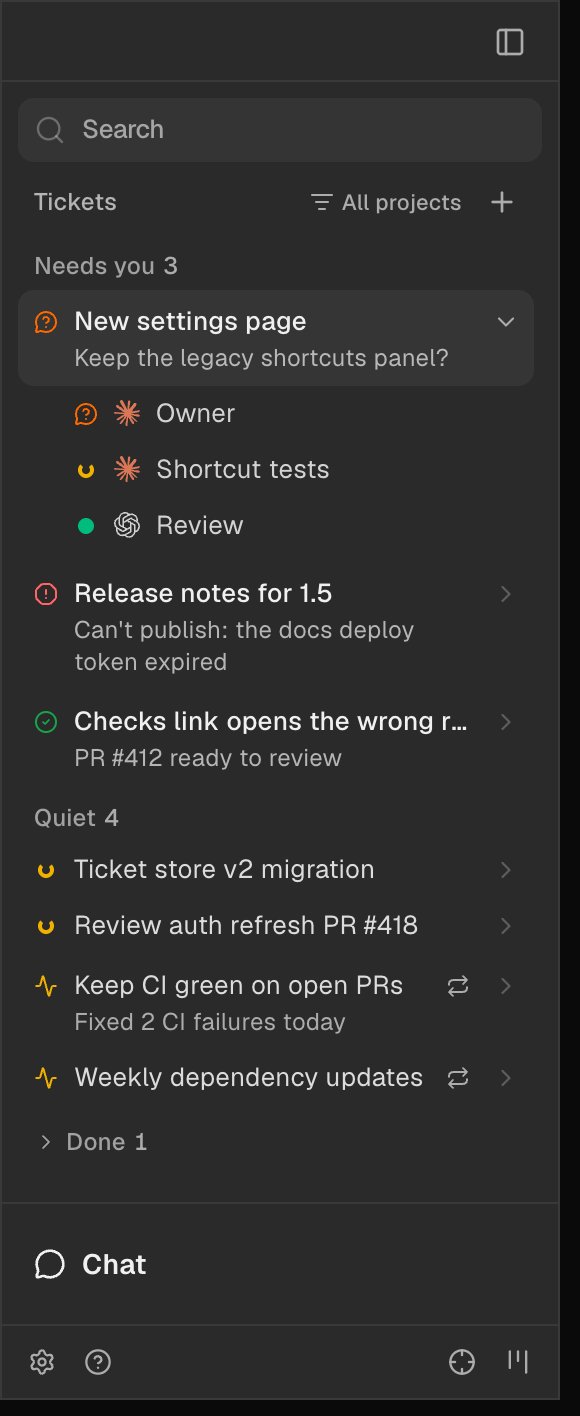 Search
Tickets
All projects
Needs you 3
New settings page
Keep the legacy shortcuts panel?
Owner
Shortcut tests
Review
Release notes for 1.5
Can't publish: the docs deploy
token expired
Checks link opens the wrong r...
PR #412 ready to review
Quiet 4
Ticket store v2 migration
Review auth refresh PR #418
Keep CI green on open PRs
Fixed 2 CI failures today
Weekly dependency updates
Done 1
Chat